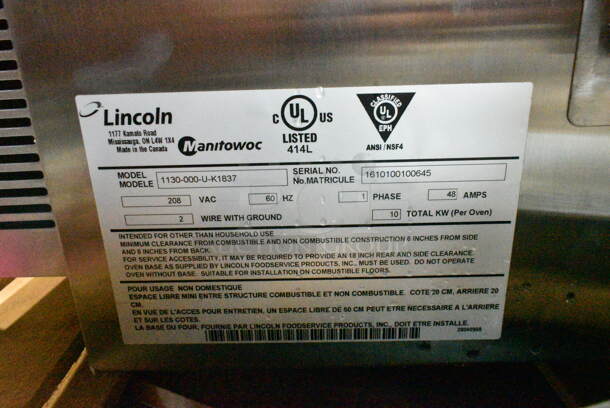 Lincoln
1177 Kamato Road
Mississauga, ON L4W 1X4
Made in the Canada
Manitowoc
C UL US
LISTED
414L
CLASSIFIED
UL
EPH
ANSI / NSF4
MODEL
MODELE
1130-000-U-K1837
SERIAL NO.
No.MATRICULE
1610100100645
208 VAC 60 HZ 1 PHASE 48 AMPS
2 WIRE WITH GROUND 10 TOTAL KW (Per Oven)
INTENDED FOR OTHER THAN HOUSEHOLD USE
MINIMUM CLEARANCE FROM COMBUSTIBLE AND NON COMBUSTIBLE CONSTRUCTION 6 INCHES FROM SIDE
AND 6 INCHES FROM BACK.
FOR SERVICE ACCESSIBILITY, IT MAY BE REQUIRED TO PROVIDE AN 18 INCH REAR AND SIDE CLEARANCE.
OVEN BASE AS SUPPLIED BY LINCOLN FOODSERVICE PRODUCTS, INC., MUST BE USED. DO NOT OPERATE
OVEN WITHOUT BASE. SUITABLE FOR INSTALLATION ON COMBUSTIBLE FLOORS.
POUR USAGE NON DOMESTIQUE
ESPACE LIBRE MINI ENTRE STRUCTURE COMBUSTIBLE ET NON COMBUSTIBLE. COTE 20 CM, ARRIERE 20
CM.
EN VUE DE L'ACCES POUR ENTRETIEN, UN ESPACE LIBRE DE 60 CM PEUT ETRE NECESSAIRE A L'ARRIERE
ET SUR LES COTES.
LA BASE DU FOUR, FOURNIE PAR LINCOLN FOODSERVICE PRODUCTS, INC., DOIT ETRE INSTALLE.